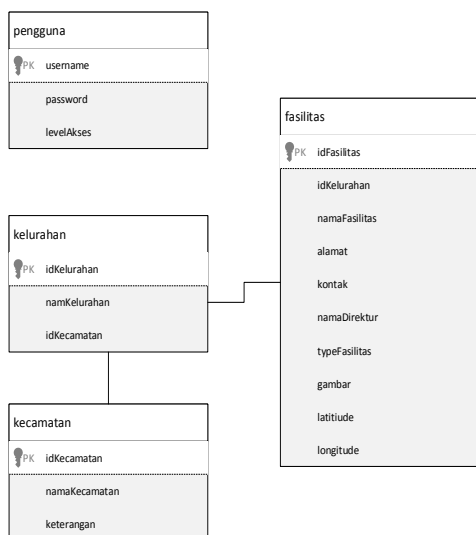 pengguna
PK username
password
levelAkses
kelurahan
PK idKelurahan
namKelurahan
idKecamatan
kecamatan
PK idKecamatan
namaKecamatan
keterangan
fasilitas
PK idFasilitas
idKelurahan
namaFasilitas
alamat
kontak
namaDirektur
typeFasilitas
gambar
latitiude
longitude